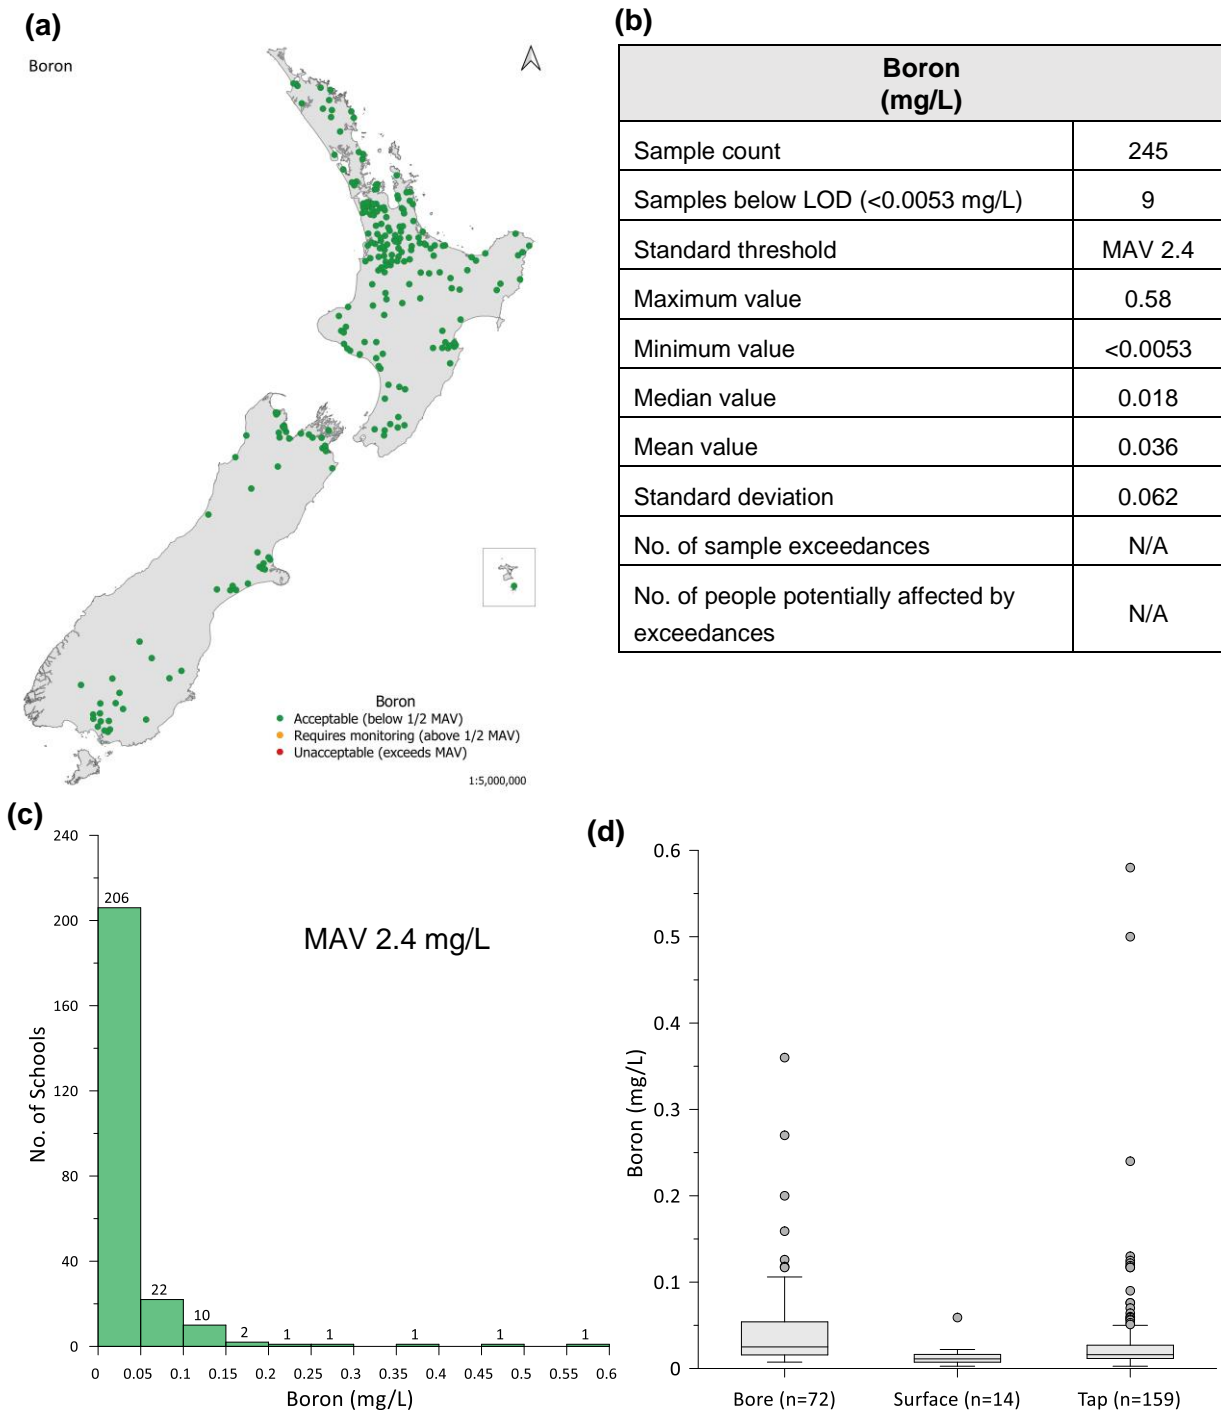 (a)
Boron
Boron
Acceptable (below 1/2 MAV)
Requires monitoring (above 1/2 MAV)
Unacceptable (exceeds MAV)
1:5,000,000
(b)
Boron
(mg/L)
Sample count 245
Samples below LOD (<0.0053 mg/L) 9
Standard threshold MAV 2.4
Maximum value 0.58
Minimum value <0.0053
Median value 0.018
Mean value 0.036
Standard deviation 0.062
No. of sample exceedances N/A
No. of people potentially affected by
exceedances N/A
(c)
240
200
160
120
80
40
0
No. of Schools
206
22
10
2
1
1
1
1
1
MAV 2.4 mg/L
0 0.05 0.1 0.15 0.2 0.25 0.3 0.35 0.4 0.45 0.5 0.55 0.6
Boron (mg/L)
(d)
0.6
0.5
0.4
0.3
0.2
0.1
0
Boron (mg/L)
Bore (n=72) Surface (n=14) Tap (n=159)